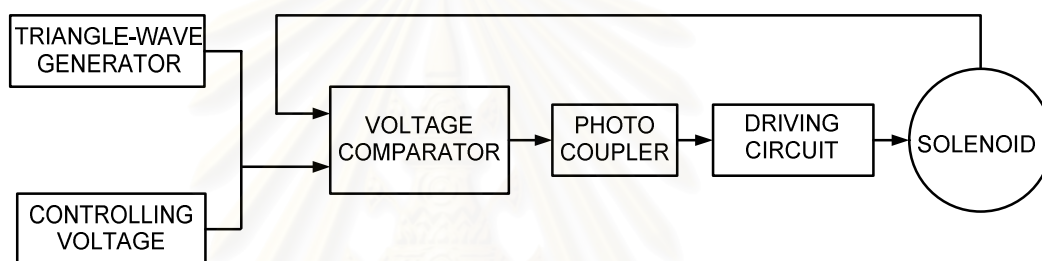 TRIANGLE-WAVE
GENERATOR
CONTROLLING
VOLTAGE
VOLTAGE
COMPARATOR
PHOTO
COUPLER
DRIVING
CIRCUIT
SOLENOID